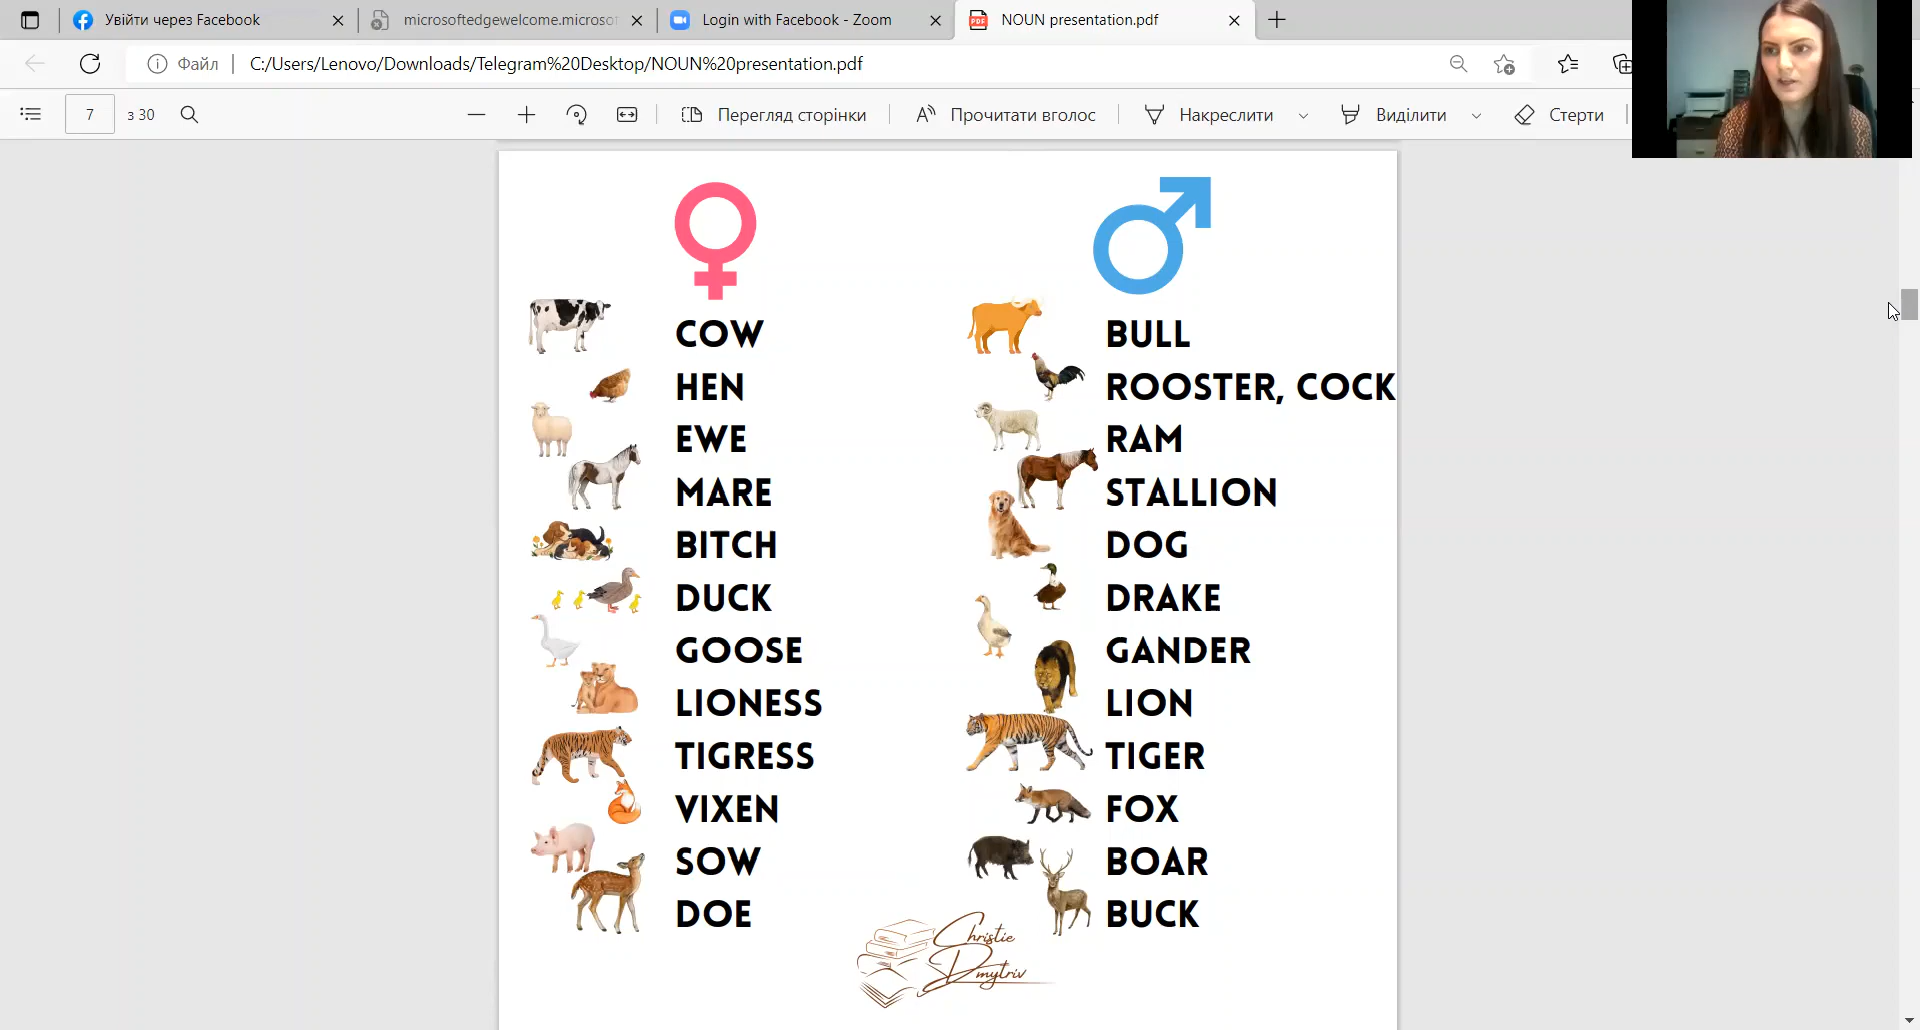 Увійти через Facebook
microsoftedgewelcome.microsof
Login with Facebook - Zoom
NOUN presentation.pdf
Файл
C:/Users/Lenovo/Downloads/Telegram%20Desktop/NOUN%20presentation.pdf
7 з 30
Перегляд сторінки
Прочитати вголос
Накреслити
Виділити
Стерти
COW BULL
HEN ROOSTER, COCK
EWE RAM
MARE STALLION
BITCH DOG
DUCK DRAKE
GOOSE GANDER
LIONESS LION
TIGRESS TIGER
VIXEN FOX
SOW BOAR
DOE BUCK
Christie
Dmytriv